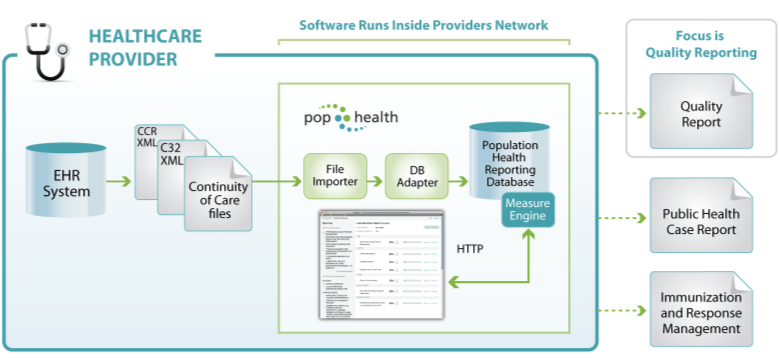 Software Runs Inside Providers Network
HEALTHCARE
PROVIDER
Focus is
Quality Reporting
pop health
EHR
System
CCR
XML
C32
XML
Continuity
of Care
files
File
Importer
DB
Adapter
Population
Health
Reporting
Database
Measure
Engine
HTTP
Quality
Report
Public Health
Case Report
Immunization
and Response
Management